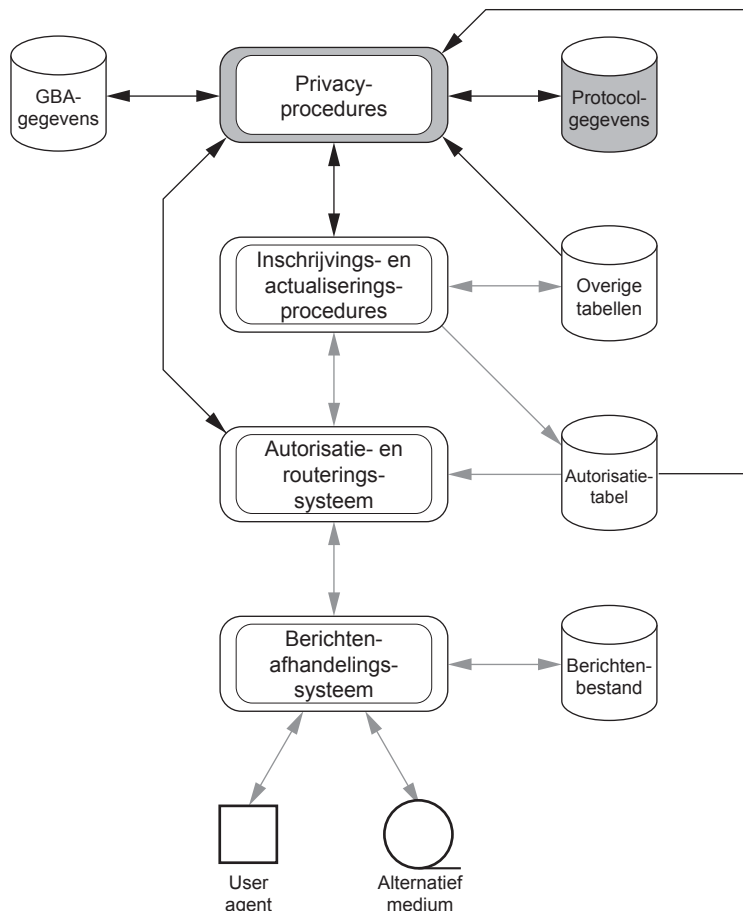 GBA-
gegevens
Privacy-
procedures
Protocol-
gegevens
Inschrijvings- en
actualiserings-
procedures
Overige
tabellen
Autorisatie- en
routerings-
systeem
Autorisatie-
tabel
Berichten-
afhandelings-
systeem
Berichten-
bestand
User
agent
Alternatief
medium